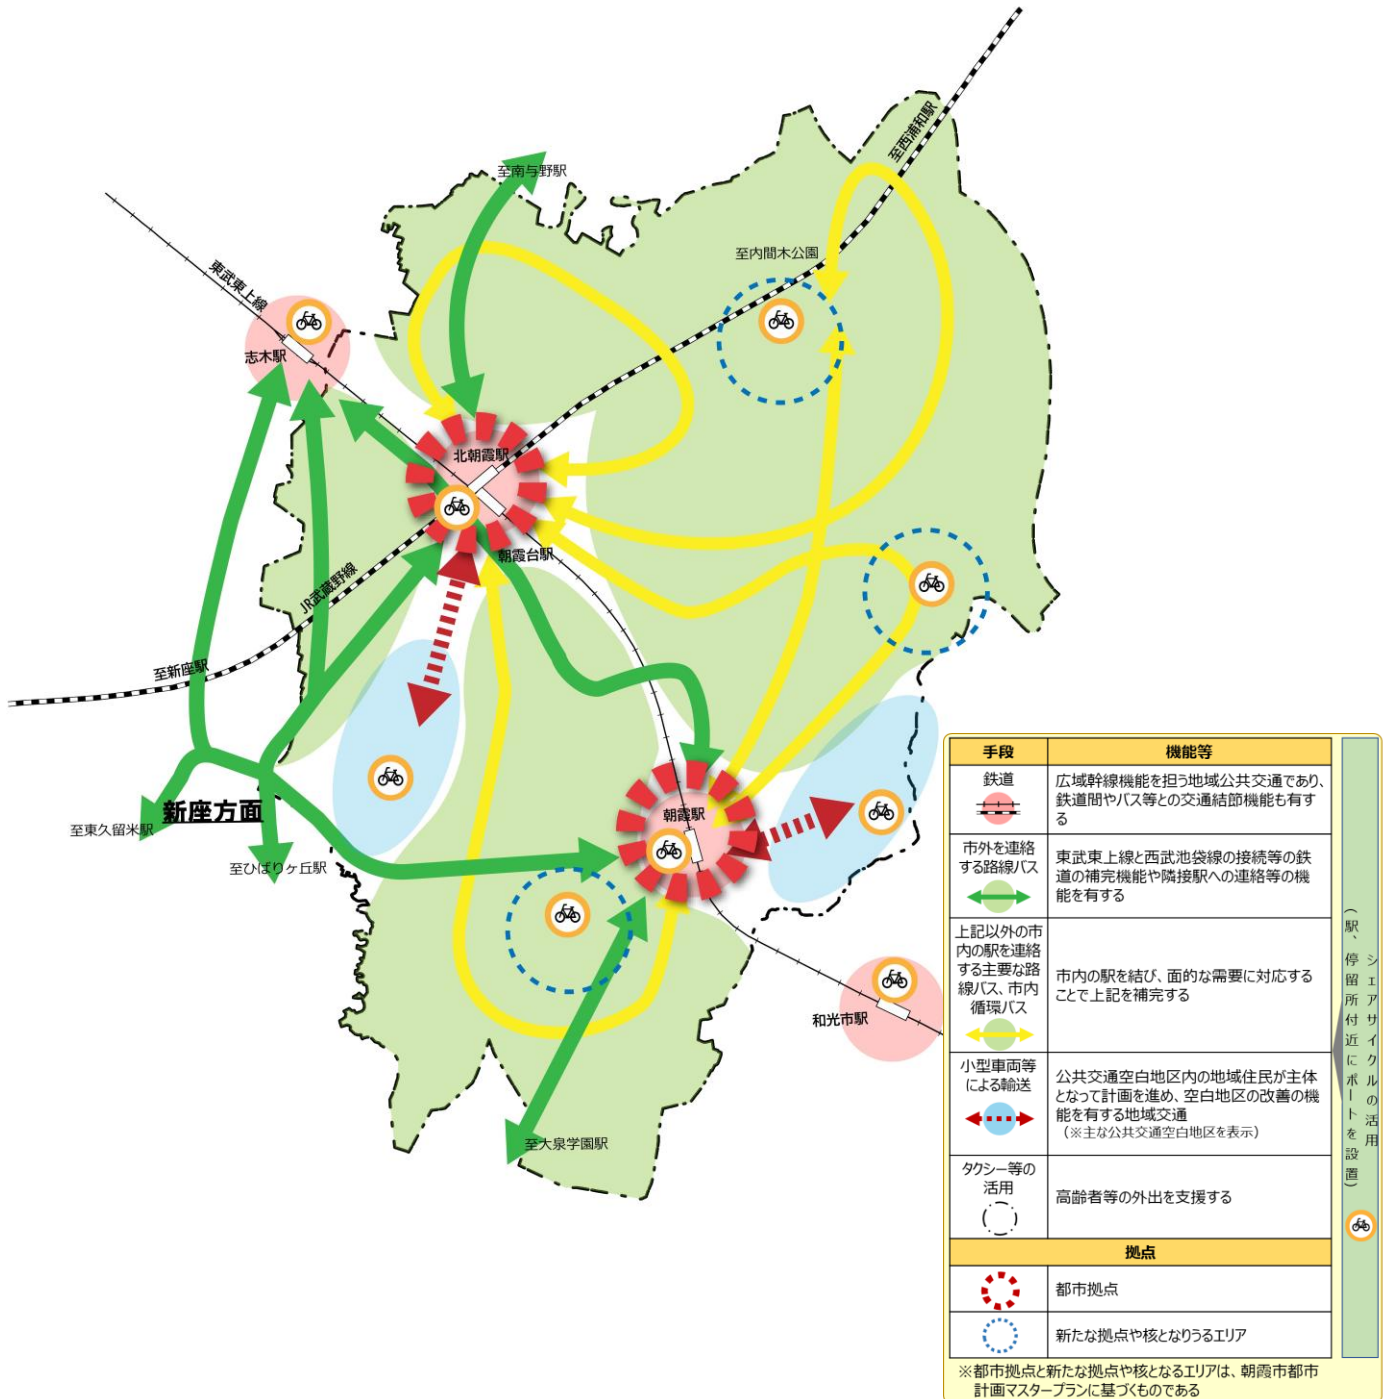 至西浦和駅
至南与野駅
至内間木公園
東武東上線
志木駅
北朝霞駅
朝霞台駅
JR武蔵野線
至新座駅
新座方面
至東久留米駅
至ひばりヶ丘駅
朝霞駅
和光市駅
至大泉学園駅
手段
機能等
鉄道
広域幹線機能を担う地域公共交通であり、
鉄道間やバス等との交通結節機能も有す
る
市外を連絡
する路線バス
東武東上線と西武池袋線の接続等の鉄
道の補完機能や隣接駅への連絡等の機
能を有する
上記以外の市
内の駅を連絡
する主要な路
線バス、市内
循環バス
市内の駅を結び、面的な需要に対応する
ことで上記を補完する
小型車両等
による輸送
公共交通空白地区内の地域住民が主体
となって計画を進め、空白地区の改善の機
能を有する地域交通
（※主な公共交通空白地区を表示）
タクシー等の
活用
高齢者等の外出を支援する
拠点
都市拠点
新たな拠点や核となりうるエリア
※都市拠点と新たな拠点や核となるエリアは、朝霞市都市
計画マスタープランに基づくものである
シェアサイクルの活用
（駅、停留所付近にポートを設置）